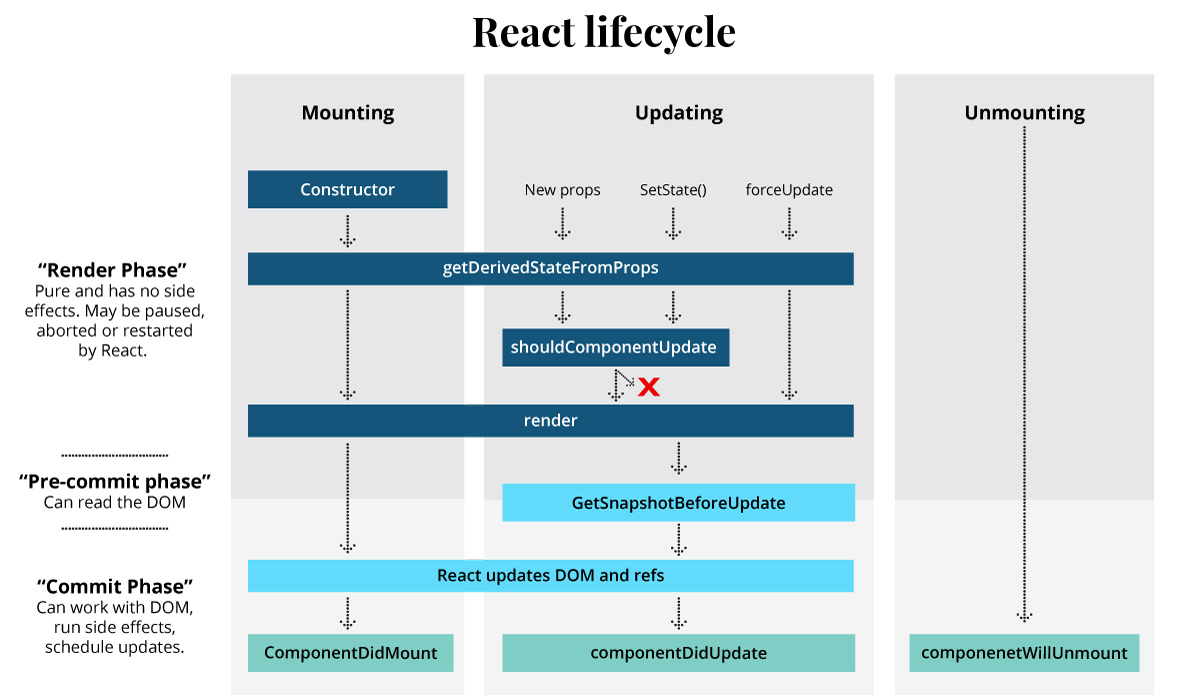 React lifecycle
Mounting
Updating
Unmounting
Constructor
New props
SetState()
forceUpdate
“Render Phase”
Pure and has no side
effects. May be paused,
aborted or restarted
by React.
getDerivedStateFromProps
shouldComponentUpdate
X
render
“Pre-commit phase”
Can read the DOM
GetSnapshotBeforeUpdate
“Commit Phase”
Can work with DOM,
run side effects,
schedule updates.
React updates DOM and refs
ComponentDidMount
componentDidUpdate
componenetWillUnmount